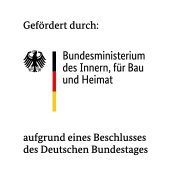 Gefördert durch:
Bundesministerium
des Innern, für Bau
und Heimat
aufgrund eines Beschlusses
des Deutschen Bundestages